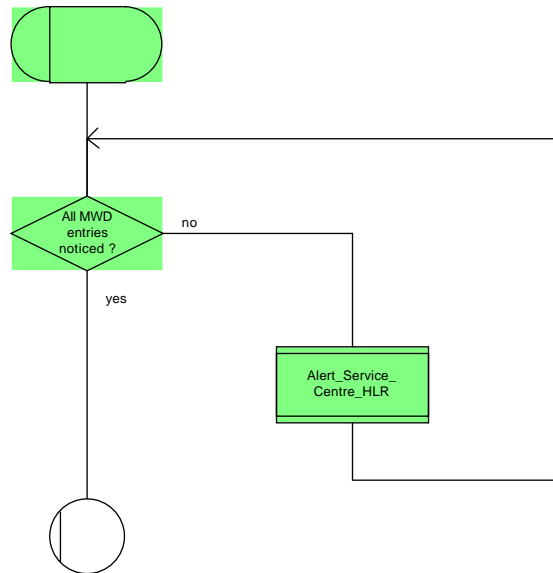 All MWD
entries
noticed ?
no
yes
Alert_Service_
Centre_HLR